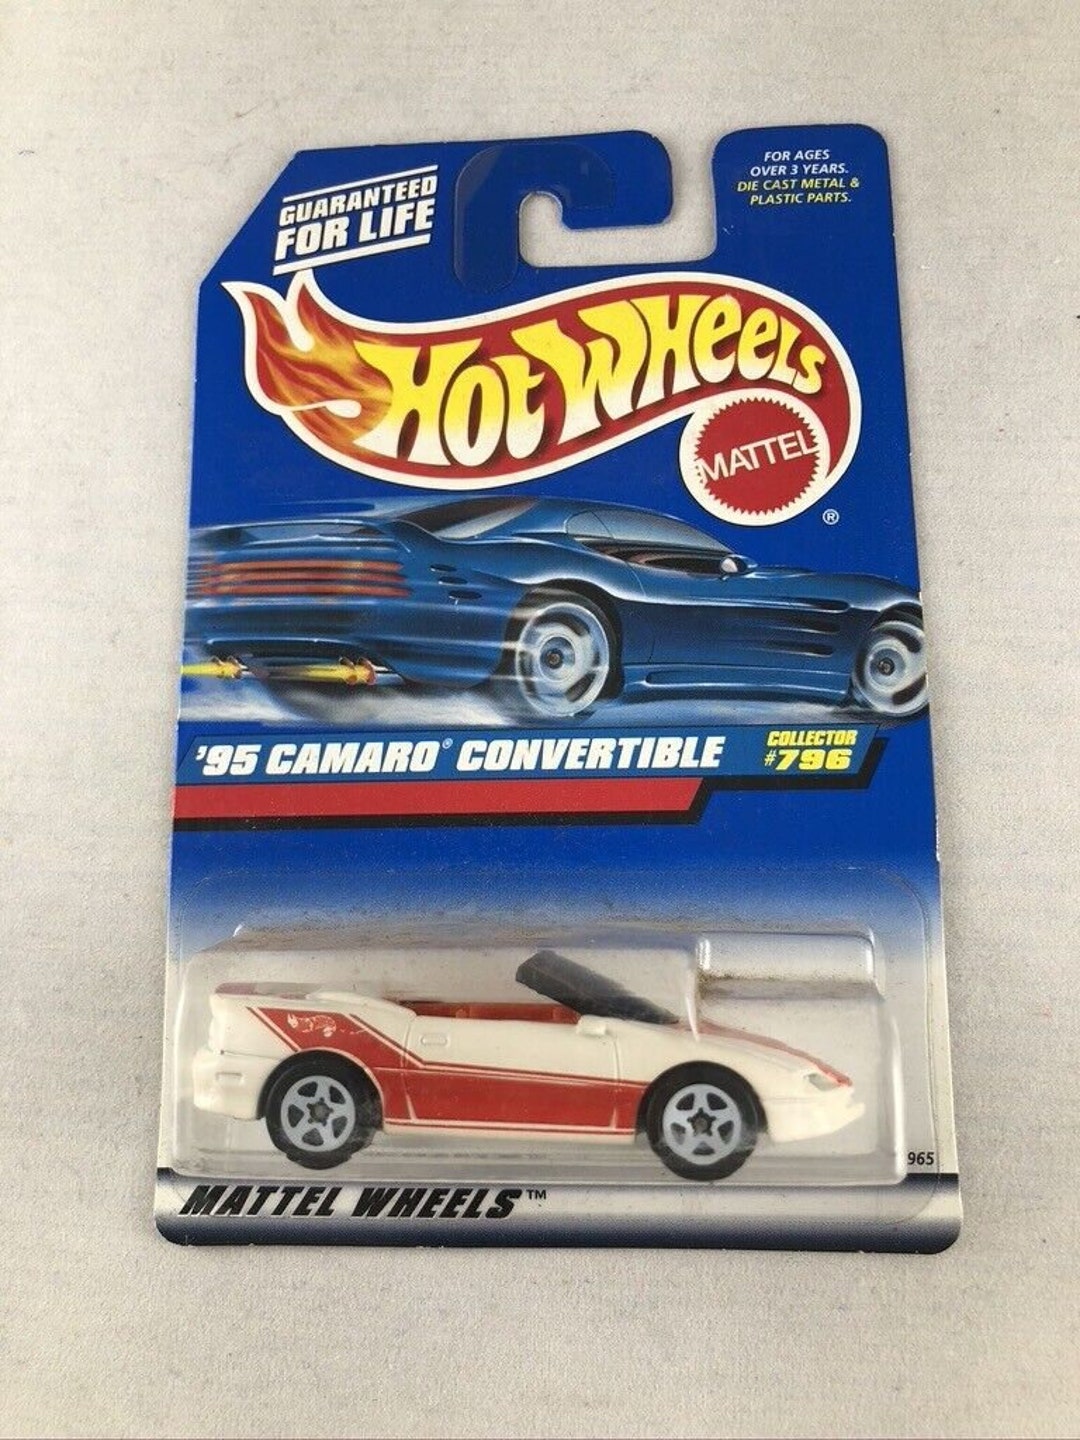 GUARANTEED
FOR LIFE
FOR AGES
OVER 3 YEARS.
DIE CAST METAL &
PLASTIC PARTS.
HOT WHEELS
MATTEL
®
'95 CAMARO® CONVERTIBLE
COLLECTOR
#796
965
MATTEL WHEELS™